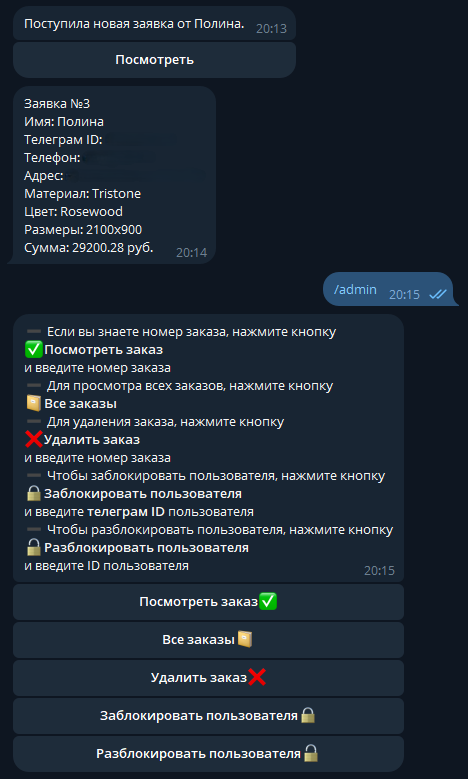 Поступила новая заявка от Полина.
20:13
Посмотреть
Заявка №3
Имя: Полина
Телеграм ID:
Телефон:
Адрес:
Материал: Tristone
Цвет: Rosewood
Размеры: 2100x900
Сумма: 29200.28 руб.
20:14
/admin 20:15
➖ Если вы знаете номер заказа, нажмите кнопку
✅Посмотреть заказ
и введите номер заказа
➖ Для просмотра всех заказов, нажмите кнопку
Все заказы
➖ Для удаления заказа, нажмите кнопку
❌Удалить заказ
и введите номер заказа
➖ Чтобы заблокировать пользователя, нажмите кнопку
🔒Заблокировать пользователя
и введите телеграм ID пользователя
➖ Чтобы разблокировать пользователя, нажмите кнопку
🔓Разблокировать пользователя
и введите ID пользователя
20:15
Посмотреть заказ✅
Все заказы
Удалить заказ❌
Заблокировать пользователя🔒
Разблокировать пользователя🔓